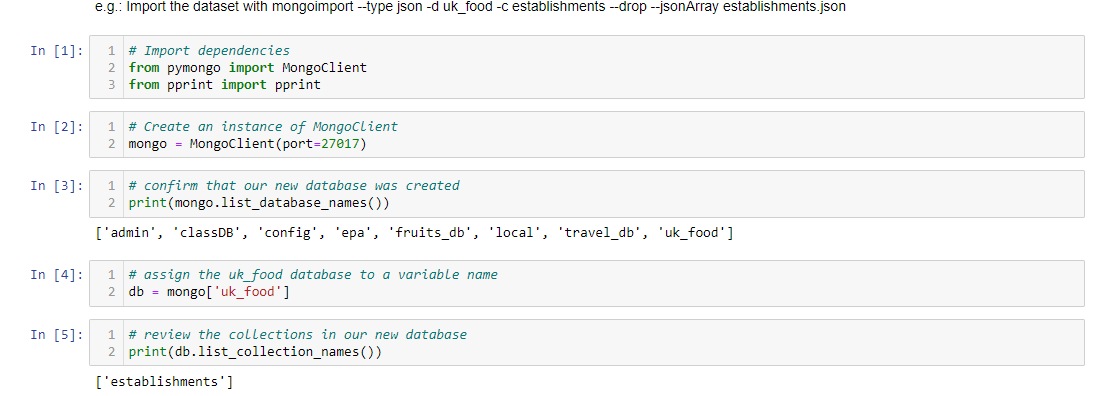 e.g.: Import the dataset with mongoimport --type json -d uk_food -c establishments --drop --jsonArray establishments.json
In [1]:
1 # Import dependencies
2 from pymongo import MongoClient
3 from pprint import pprint
In [2]:
1 # Create an instance of MongoClient
2 mongo = MongoClient(port=27017)
In [3]:
1 # confirm that our new database was created
2 print(mongo.list_database_names())
['admin', 'classDB', 'config', 'epa', 'fruits_db', 'local', 'travel_db', 'uk_food']
In [4]:
1 # assign the uk_food database to a variable name
2 db = mongo['uk_food']
In [5]:
1 # review the collections in our new database
2 print(db.list_collection_names())
['establishments']